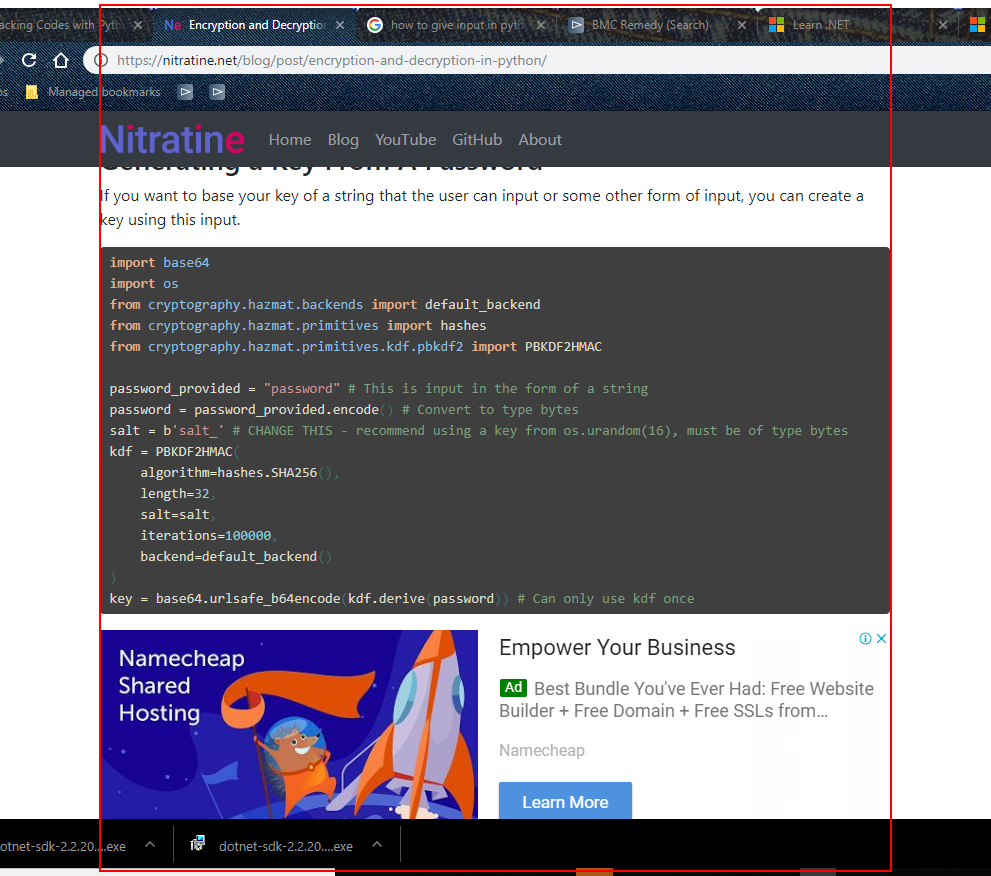 acking Codes with Pyth
Ne Encryption and Decryptio
how to give input in pyth
BMC Remedy (Search)
Learn .NET
https://nitratine.net/blog/post/encryption-and-decryption-in-python/
os
Managed bookmarks
Nitratine Home Blog YouTube GitHub About
Generating a Key From A Password
If you want to base your key of a string that the user can input or some other form of input, you can create a
key using this input.
import base64
import os
from cryptography.hazmat.backends import default_backend
from cryptography.hazmat.primitives import hashes
from cryptography.hazmat.primitives.kdf.pbkdf2 import PBKDF2HMAC
password_provided = "password" # This is input in the form of a string
password = password_provided.encode() # Convert to type bytes
salt = b'salt_' # CHANGE THIS - recommend using a key from os.urandom(16), must be of type bytes
kdf = PBKDF2HMAC(
    algorithm=hashes.SHA256(),
    length=32,
    salt=salt,
    iterations=100000,
    backend=default_backend()
)
key = base64.urlsafe_b64encode(kdf.derive(password)) # Can only use kdf once
Namecheap
Shared
Hosting
Empower Your Business
Ad Best Bundle You've Ever Had: Free Website
Builder + Free Domain + Free SSLs from...
Namecheap
Learn More
otnet-sdk-2.2.20....exe
dotnet-sdk-2.2.20....exe